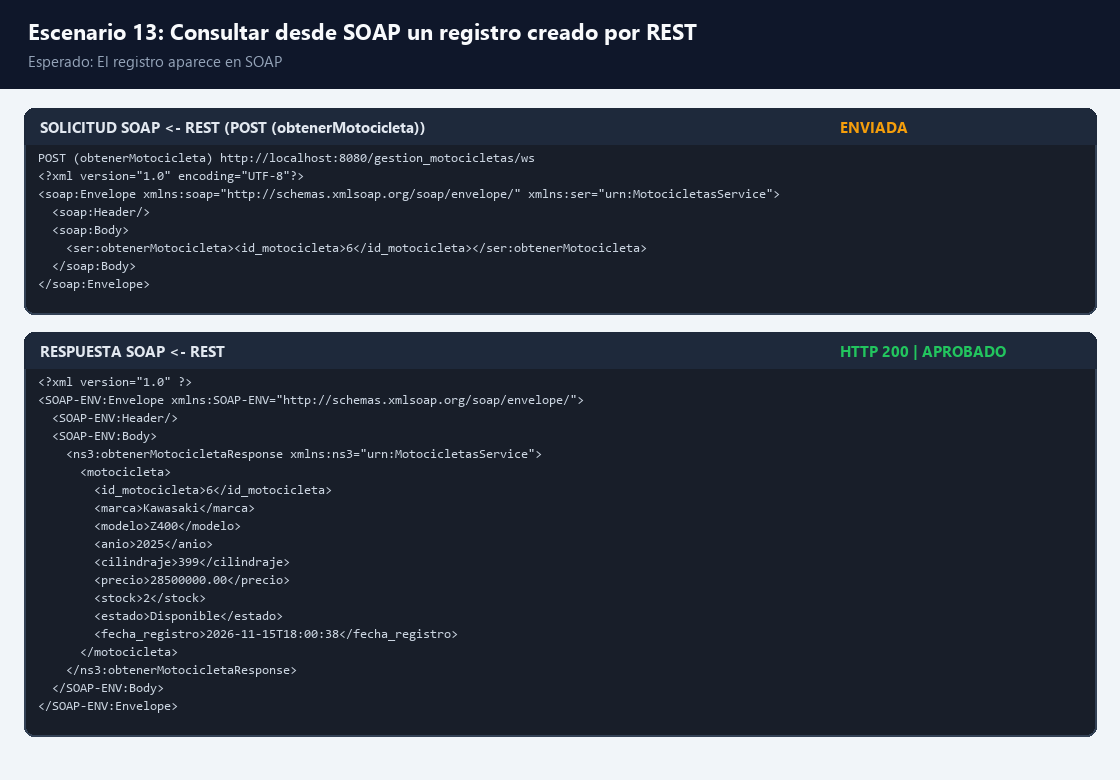 Escenario 13: Consultar desde SOAP un registro creado por REST
Esperado: El registro aparece en SOAP
SOLICITUD SOAP <- REST (POST (obtenerMotocicleta))
ENVIADA
POST (obtenerMotocicleta) http://localhost:8080/gestion_motocicletas/ws
<?xml version="1.0" encoding="UTF-8"?>
<soap:Envelope xmlns:soap="http://schemas.xmlsoap.org/soap/envelope/" xmlns:ser="urn:MotocicletasService">
  <soap:Header/>
  <soap:Body>
    <ser:obtenerMotocicleta><id_motocicleta>6</id_motocicleta></ser:obtenerMotocicleta>
  </soap:Body>
</soap:Envelope>
RESPUESTA SOAP <- REST
HTTP 200 | APROBADO
<?xml version="1.0" ?>
<SOAP-ENV:Envelope xmlns:SOAP-ENV="http://schemas.xmlsoap.org/soap/envelope/">
  <SOAP-ENV:Header/>
  <SOAP-ENV:Body>
    <ns3:obtenerMotocicletaResponse xmlns:ns3="urn:MotocicletasService">
      <motocicleta>
        <id_motocicleta>6</id_motocicleta>
        <marca>Kawasaki</marca>
        <modelo>Z400</modelo>
        <anio>2025</anio>
        <cilindraje>399</cilindraje>
        <precio>28500000.00</precio>
        <stock>2</stock>
        <estado>Disponible</estado>
        <fecha_registro>2026-11-15T18:00:38</fecha_registro>
      </motocicleta>
    </ns3:obtenerMotocicletaResponse>
  </SOAP-ENV:Body>
</SOAP-ENV:Envelope>